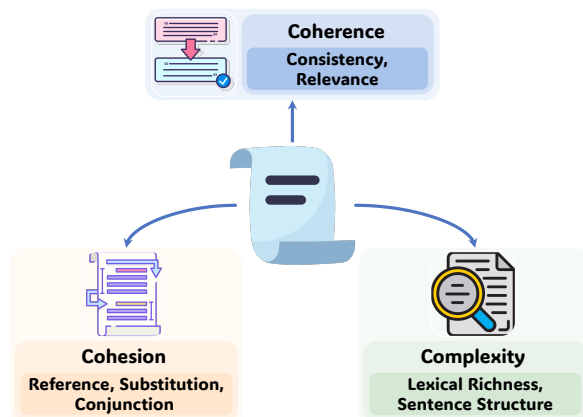 Coherence
Consistency,
Relevance
Cohesion
Reference, Substitution,
Conjunction
Complexity
Lexical Richness,
Sentence Structure